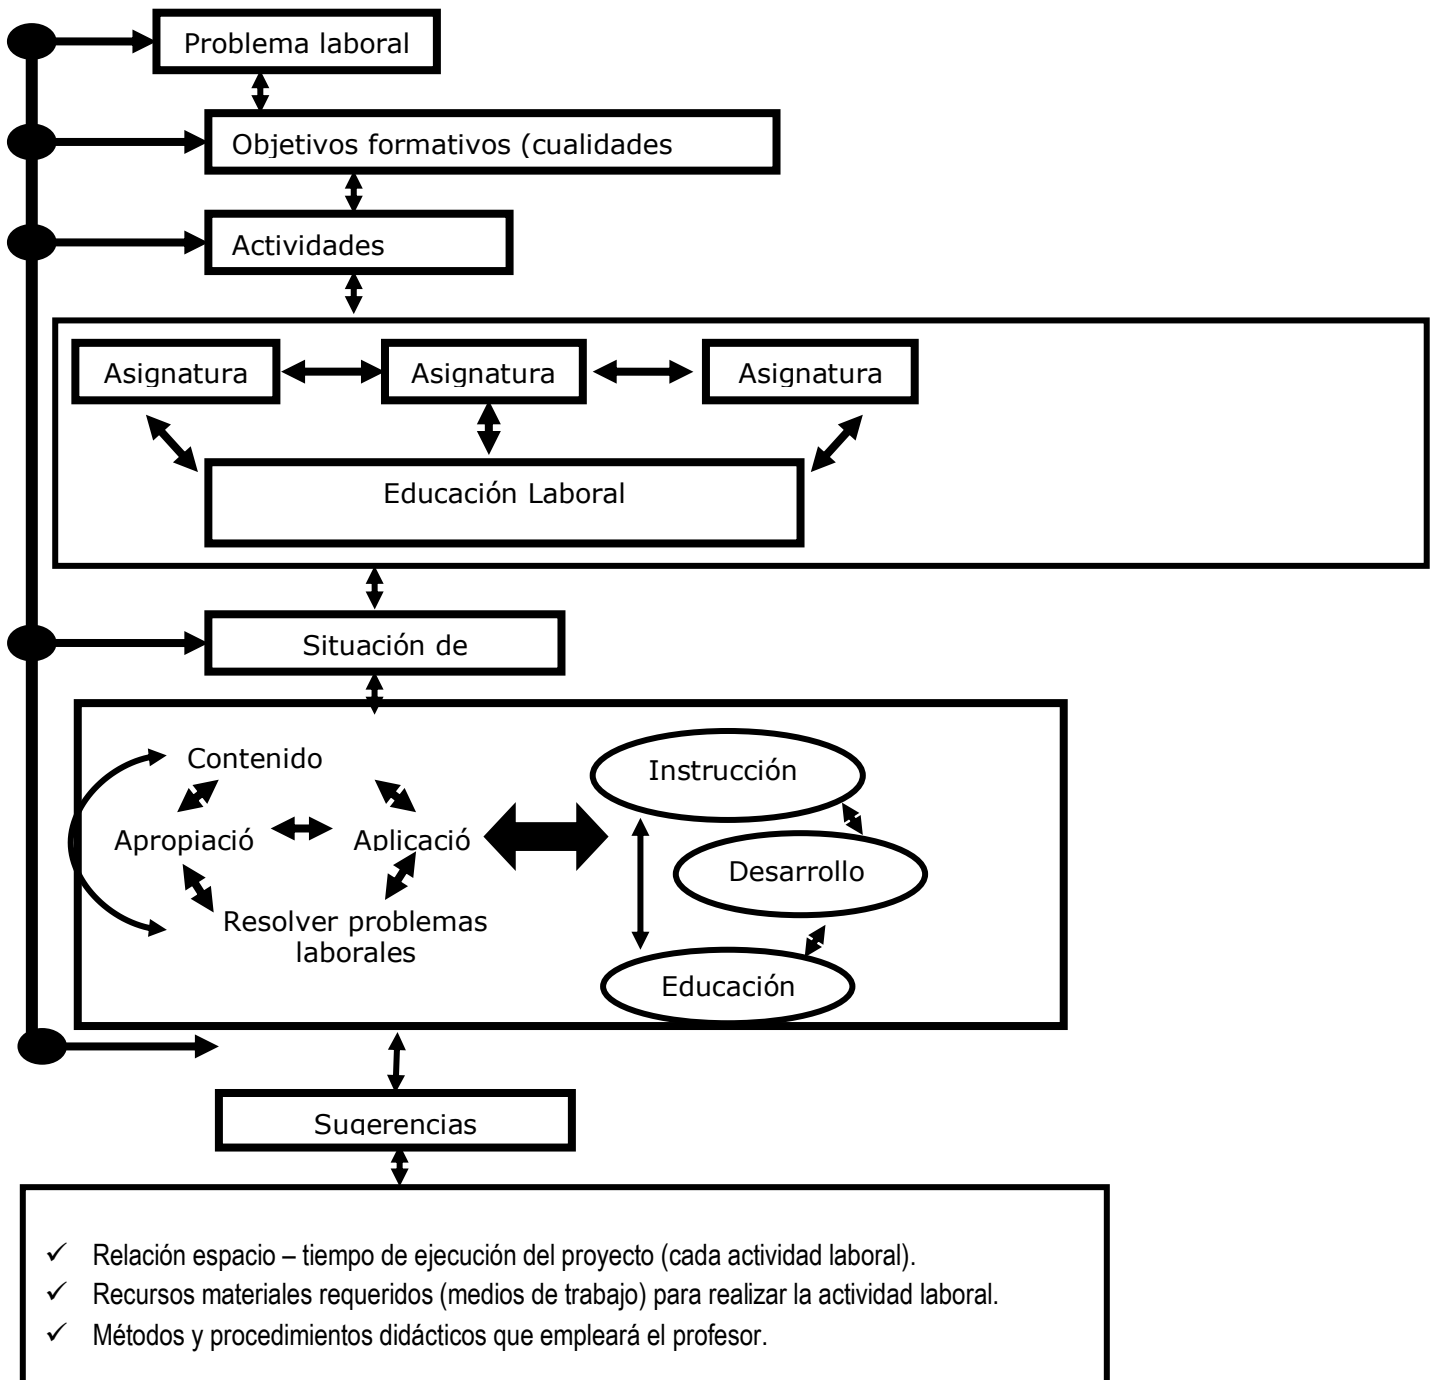 Problema laboral
Objetivos formativos (cualidades
Actividades
Asignatura
Asignatura
Asignatura
Educación Laboral
Situación de
Contenido
Apropiació
Aplicació
Resolver problemas
laborales
Instrucción
Desarrollo
Educación
Sugerencias
✓ Relación espacio – tiempo de ejecución del proyecto (cada actividad laboral).
✓ Recursos materiales requeridos (medios de trabajo) para realizar la actividad laboral.
✓ Métodos y procedimientos didácticos que empleará el profesor.